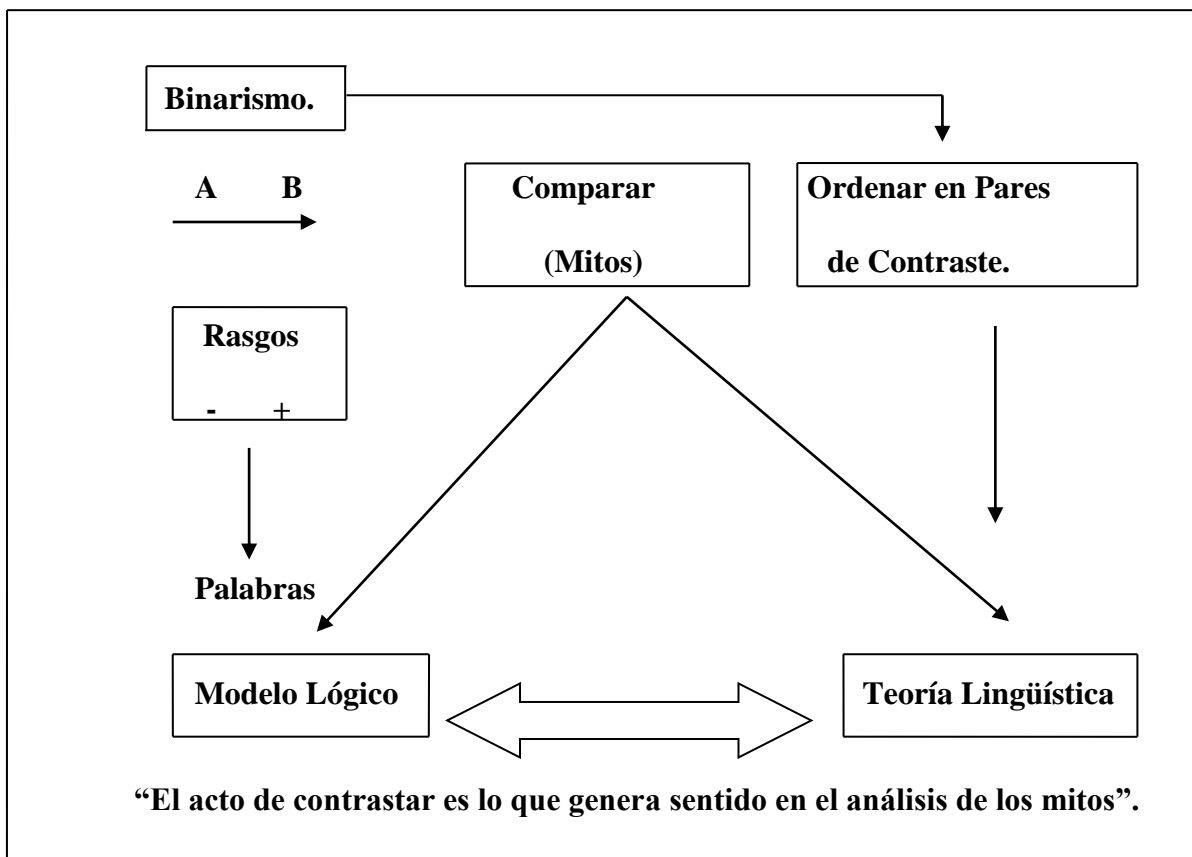 Binarismo.
A B
Comparar
(Mitos)
Ordenar en Pares
de Contraste.
Rasgos
- +
Palabras
Modelo Lógico
Teoría Lingüística
“El acto de contrastar es lo que genera sentido en el análisis de los mitos”.